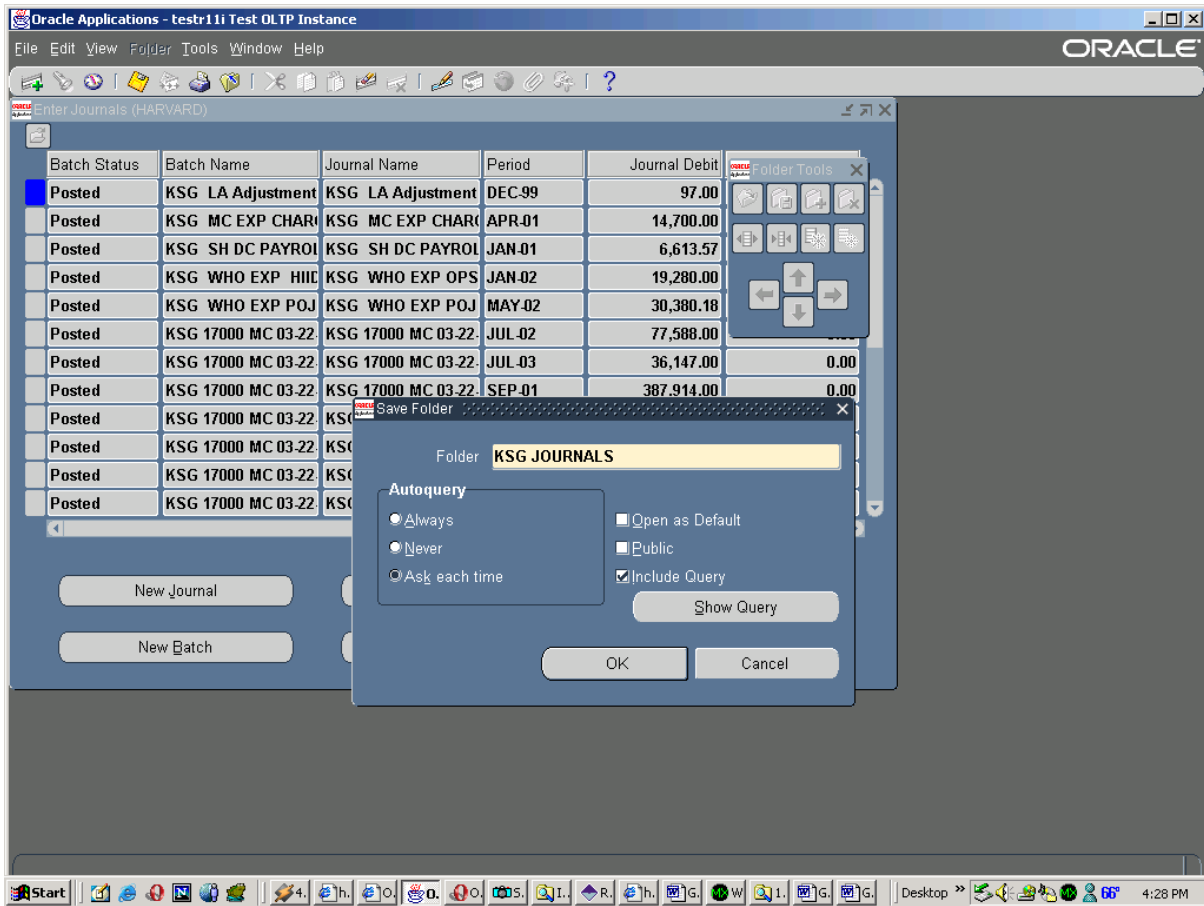 Oracle Applications - testr11i Test OLTP Instance
File Edit View Folder Tools Window Help
ORACLE
Enter Journals (HARVARD)
Batch Status Batch Name Journal Name Period Journal Debit
Folder Tools
Posted KSG LA Adjustment KSG LA Adjustment DEC-99 97.00
Posted KSG MC EXP CHAR KSG MC EXP CHAR APR-01 14,700.00
Posted KSG SH DC PAYROL KSG SH DC PAYROL JAN-01 6,613.57
Posted KSG WHO EXP HIID KSG WHO EXP OPS JAN-02 19,280.00
Posted KSG WHO EXP POJ KSG WHO EXP POJ MAY-02 30,380.18
Posted KSG 17000 MC 03-22- KSG 17000 MC 03-22- JUL-02 77,588.00
Posted KSG 17000 MC 03-22- KSG 17000 MC 03-22- JUL-03 36,147.00 0.00
Posted KSG 17000 MC 03-22- KSG 17000 MC 03-22- SEP-01 387,914.00 0.00
Posted KSG 17000 MC 03-22-
Posted KSG 17000 MC 03-22-
Posted KSG 17000 MC 03-22-
Posted KSG 17000 MC 03-22-
Save Folder
Folder KSG JOURNALS
Autoquery
Always
Never
Ask each time
Open as Default
Public
Include Query
Show Query
OK Cancel
New Journal
New Batch
Start 4. h. O. O. O. S. I. R. h. G. W 1. G. G. Desktop » 66° 4:28 PM